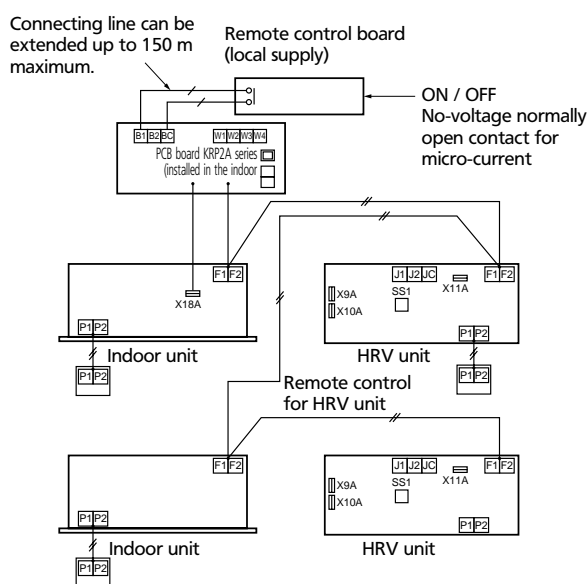 Connecting line can be
extended up to 150 m
maximum.
Remote control board
(local supply)
ON / OFF
No-voltage normally
open contact for
micro-current
B1 B2 BC
W1 W2 W3 W4
PCB board KRP2A series
(installed in the indoor
F1 F2
X18A
P1 P2
Indoor unit
P1 P2
J1 J2 JC
X11A
F1 F2
X9A
X10A
SS1
P1 P2
HRV unit
P1 P2
Remote control
for HRV unit
F1 F2
P1 P2
Indoor unit
P1 P2
J1 J2 JC
X11A
F1 F2
X9A
X10A
SS1
P1 P2
HRV unit